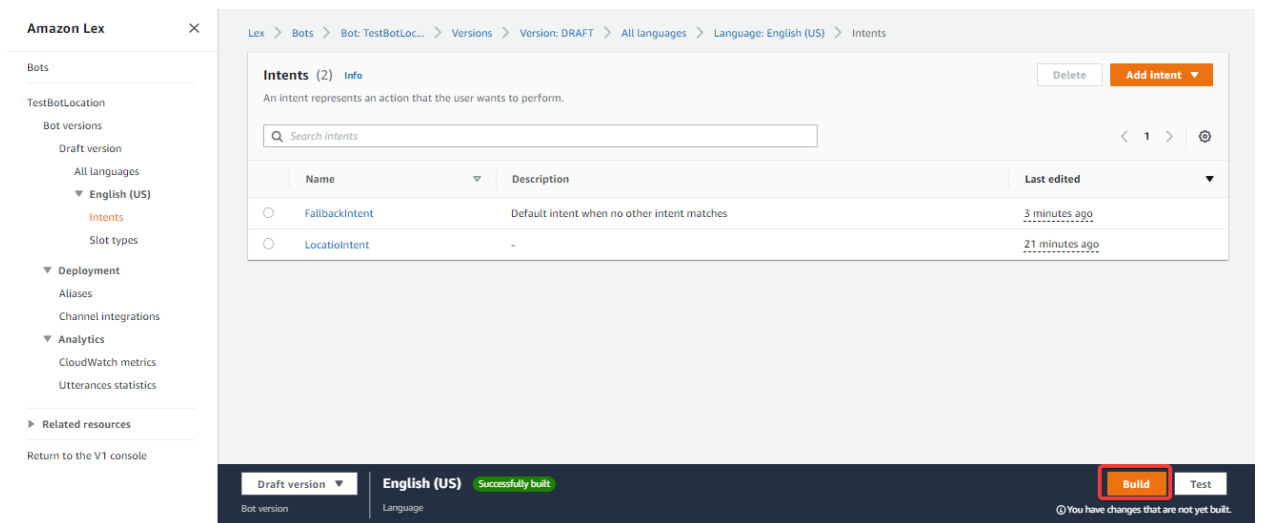 Amazon Lex
Bots
TestBotLocation
Bot versions
Draft version
All languages
English (US)
Intents
Slot types
Deployment
Aliases
Channel integrations
Analytics
CloudWatch metrics
Utterances statistics
Related resources
Return to the V1 console
Lex > Bots > Bot: TestBotLoc... > Versions > Version: DRAFT > All languages > Language: English (US) > Intents
Intents (2) Info
Delete Add intent
An intent represents an action that the user wants to perform.
Search intents
1
Name Description Last edited
FallbackIntent Default intent when no other intent matches 3 minutes ago
LocatioIntent - 21 minutes ago
Draft version English (US) Successfully built Build Test
Bot version Language You have changes that are not yet built.